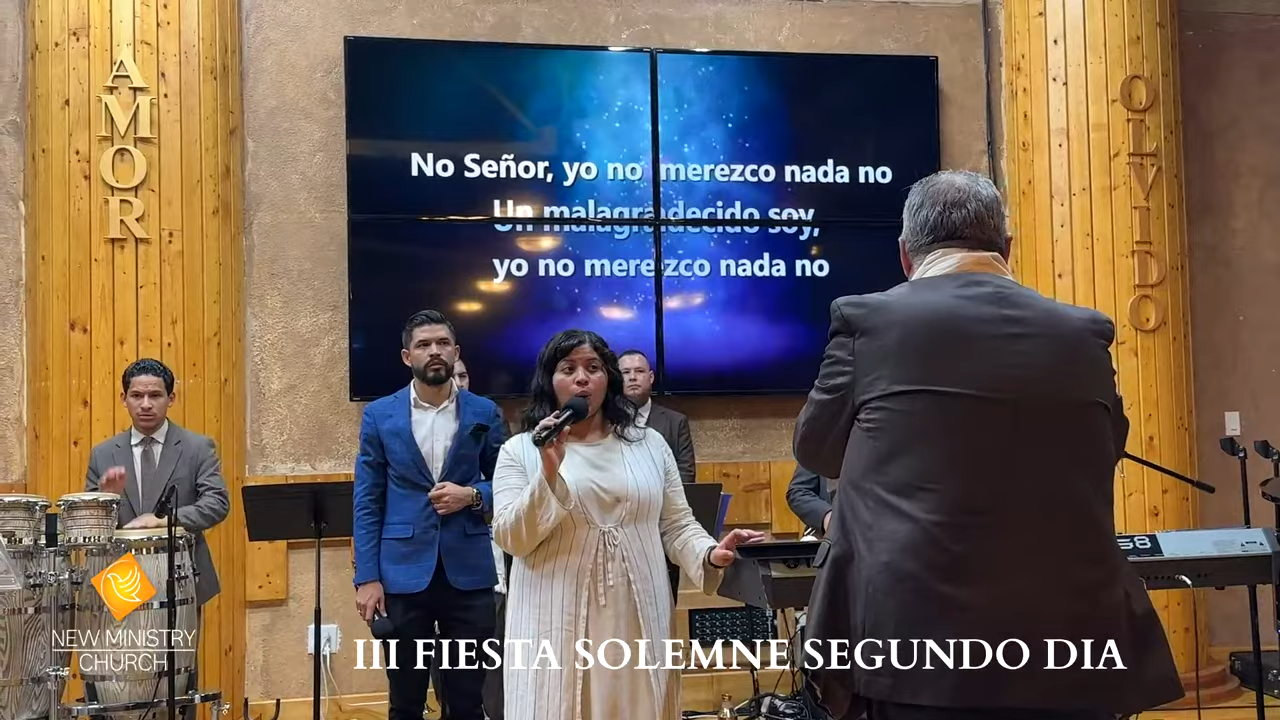 AMOR
OLVIDO
No Señor, yo no merezco nada no
Un malagradecido soy,
yo no merezco nada no
S8
NEW MINISTRY
CHURCH
III FIESTA SOLEMNE SEGUNDO DIA